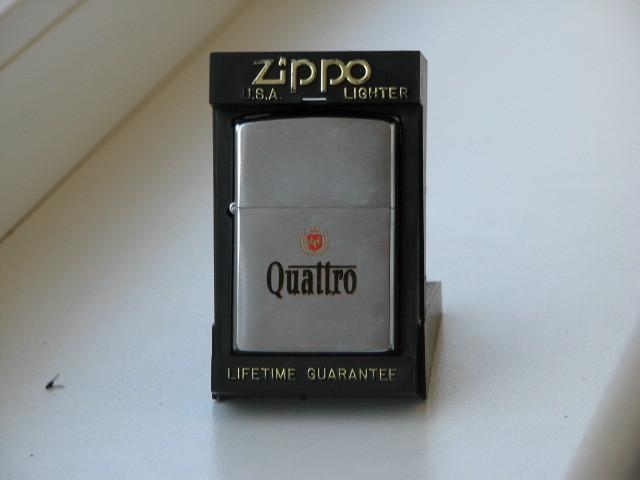 Zippo
U.S.A. LIGHTER
Quattro
LIFETIME GUARANTEE